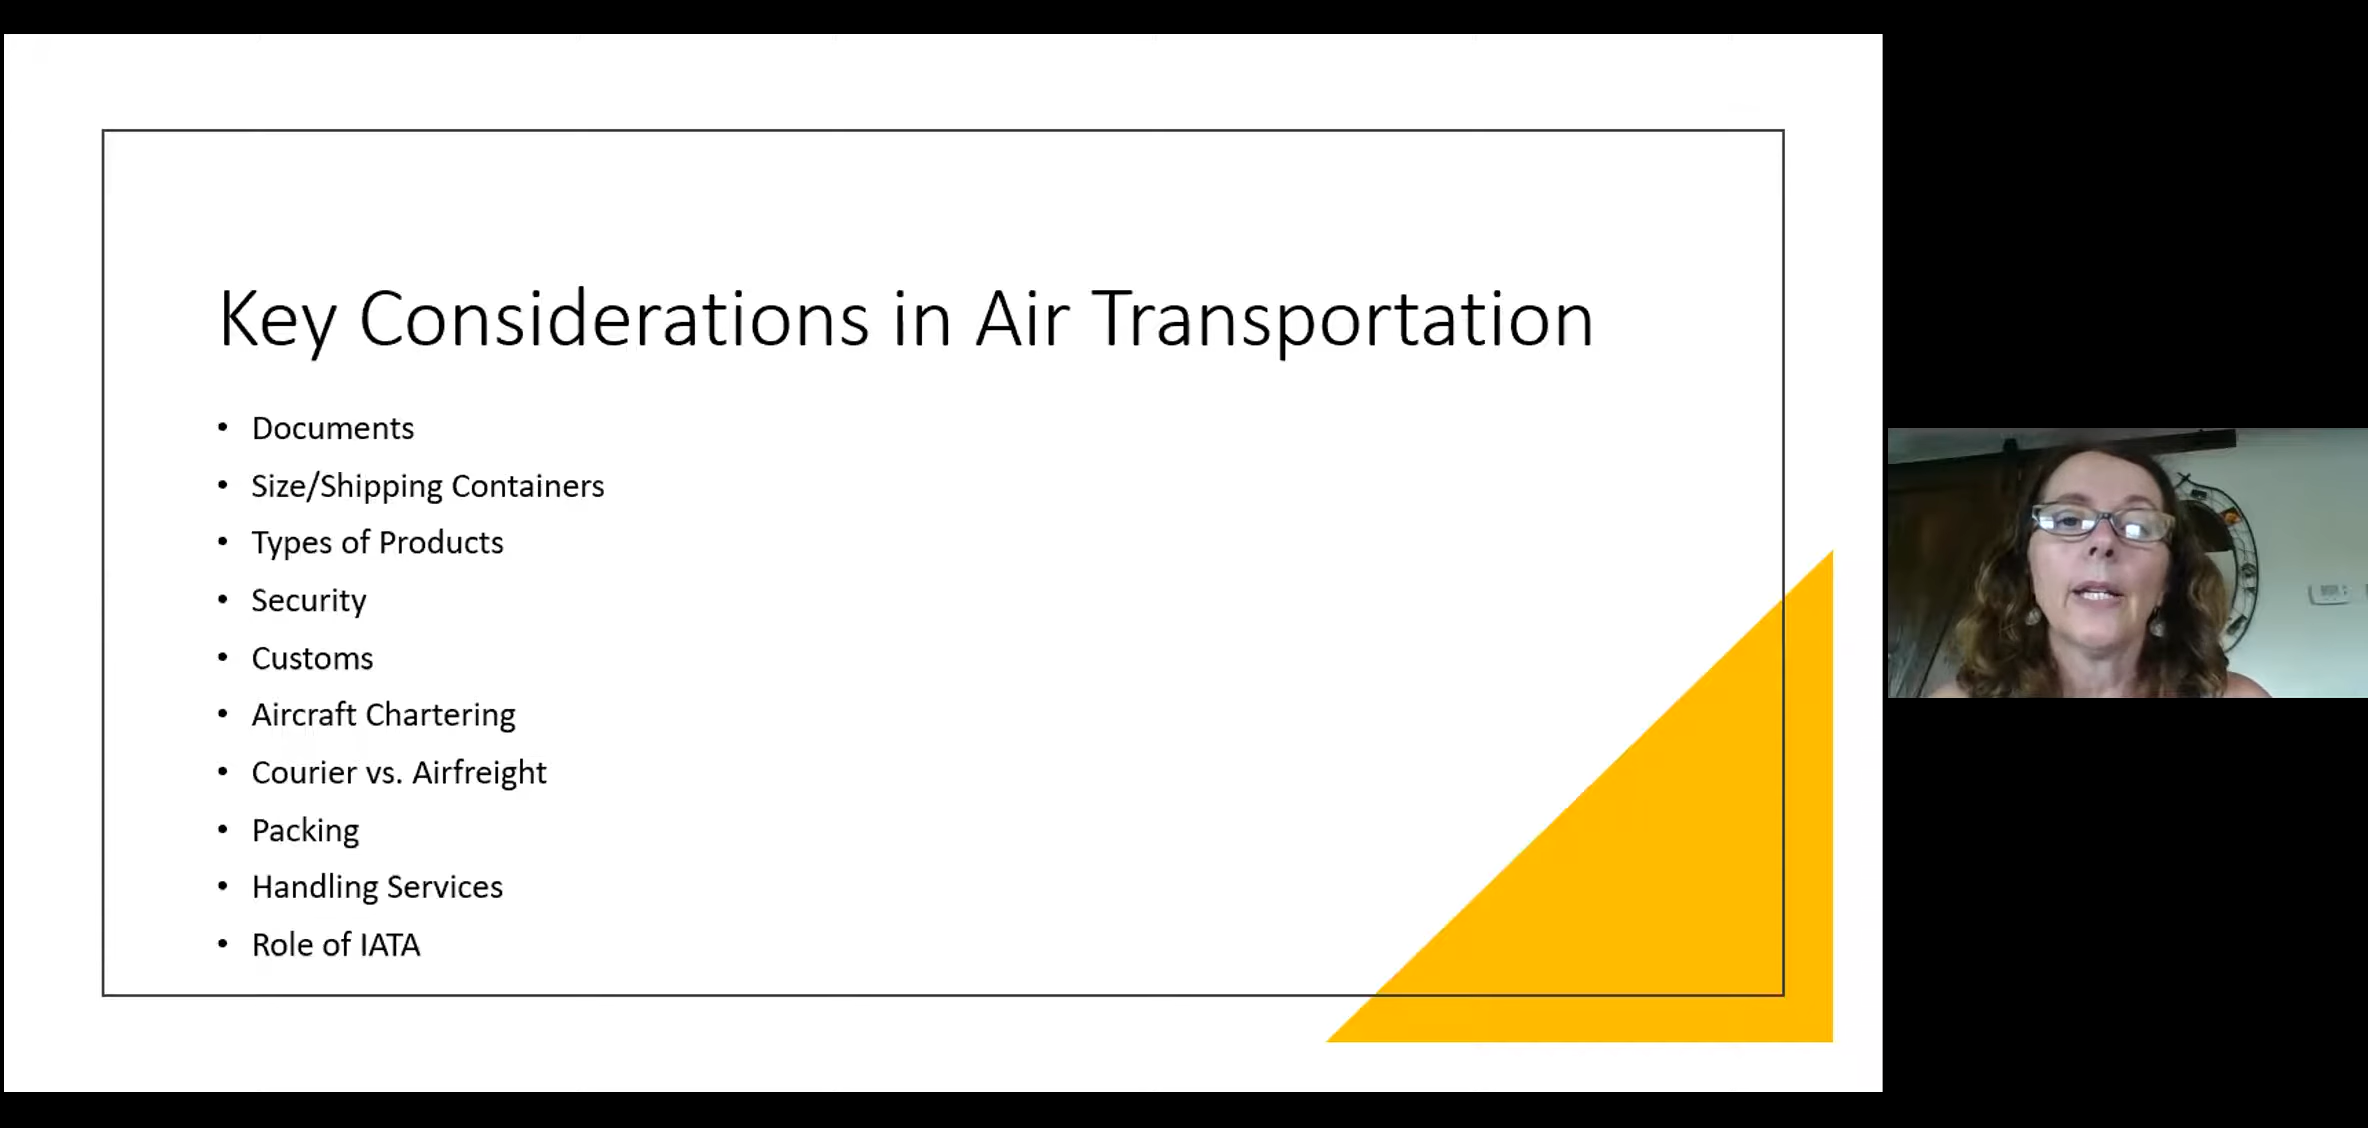 Key Considerations in Air Transportation
• Documents
• Size/Shipping Containers
• Types of Products
• Security
• Customs
• Aircraft Chartering
• Courier vs. Airfreight
• Packing
• Handling Services
• Role of IATA